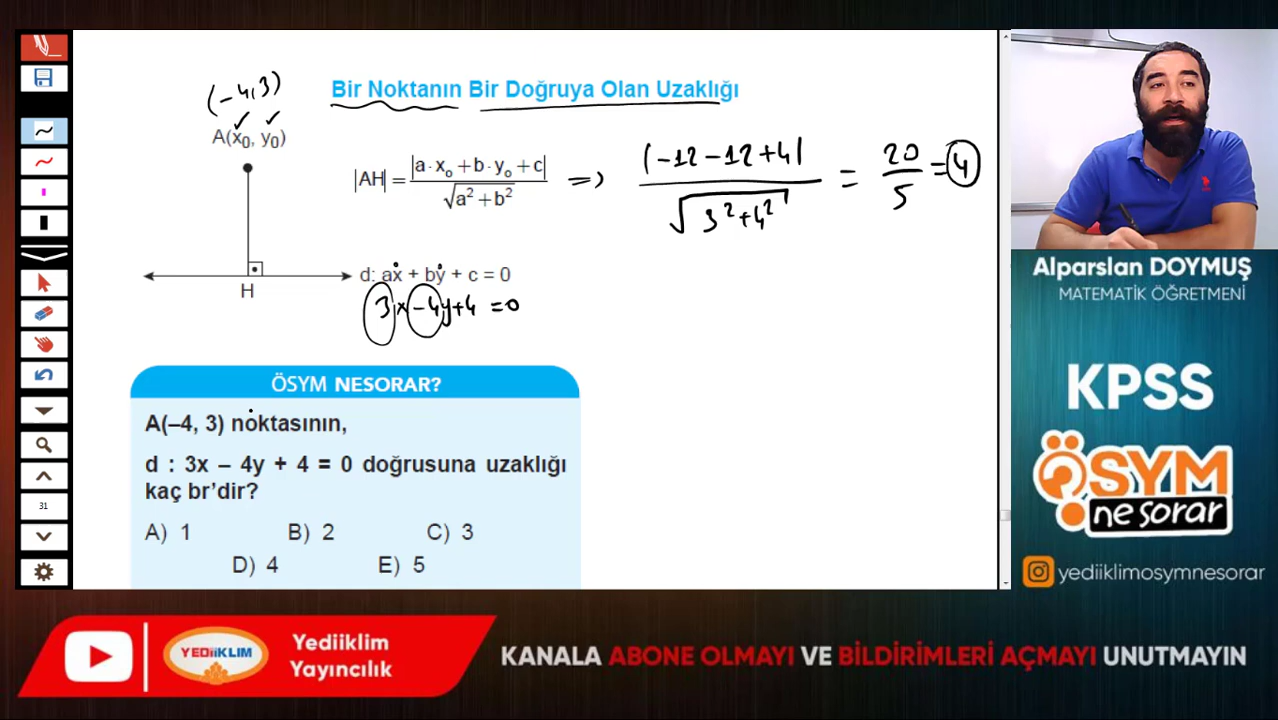 (-4,3)
Bir Noktanın Bir Doğruya Olan Uzaklığı
A(x₀, y₀)
|AH| = |a · x₀ + b · y₀ + c| / √a² + b² ⇒ |-12-12+4| / √3²+4² = 20/5 = 4
H
d: ax + by + c = 0
3x-4y+4 =0
ÖSYM NESORAR?
A(–4, 3) noktasının,
d : 3x – 4y + 4 = 0 doğrusuna uzaklığı
kaç br’dir?
A) 1 B) 2 C) 3
D) 4 E) 5
31
Alparslan DOYMUŞ
MATEMATİK ÖĞRETMENİ
KPSS
ÖSYM
ne sorar
yediiklimosymnesorar
YEDİİKLİM
Yediiklim
Yayıncılık
KANALA ABONE OLMAYI VE BİLDİRİMLERİ AÇMAYI UNUTMAYIN